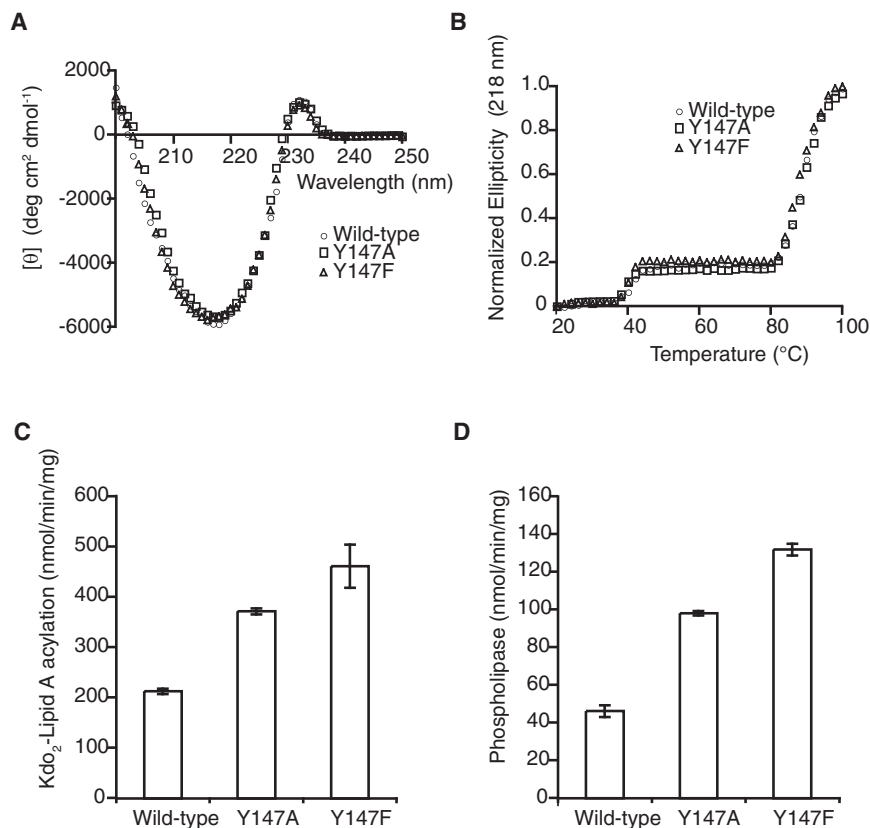 A
[θ] (deg cm² dmol⁻¹)
2000
0
-2000
-4000
-6000
210
220
230
240
250
Wavelength (nm)
Wild-type
Y147A
Y147F
B
Normalized Ellipticity (218 nm)
1.0
0.8
0.6
0.4
0.2
0
20
40
60
80
100
Temperature (°C)
Wild-type
Y147A
Y147F
C
Kdo₂-Lipid A acylation (nmol/min/mg)
600
500
400
300
200
100
0
Wild-type
Y147A
Y147F
D
Phospholipase (nmol/min/mg)
160
140
120
100
80
60
40
20
0
Wild-type
Y147A
Y147F